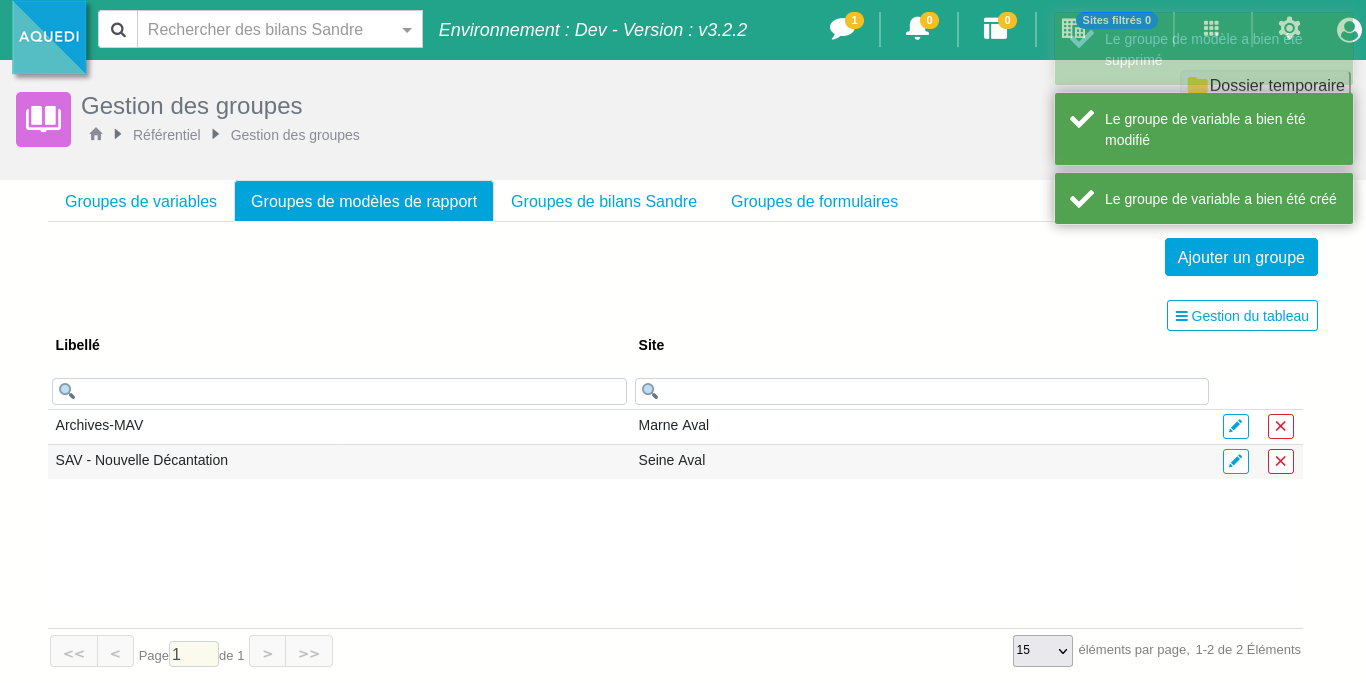 AQUEDI
Rechercher des bilans Sandre
Environnement : Dev - Version : v3.2.2
1
0
0
Sites filtrés 0
Le groupe de modèle a bien été
supprimé
Dossier temporaire
Gestion des groupes
Référentiel
Gestion des groupes
Le groupe de variable a bien été
modifié
Le groupe de variable a bien été créé
Groupes de variables
Groupes de modèles de rapport
Groupes de bilans Sandre
Groupes de formulaires
Ajouter un groupe
Gestion du tableau
Libellé
Site
Archives-MAV
Marne Aval
SAV - Nouvelle Décantation
Seine Aval
<<
<
Page 1 de 1
>
>>
15
éléments par page, 1-2 de 2 Éléments